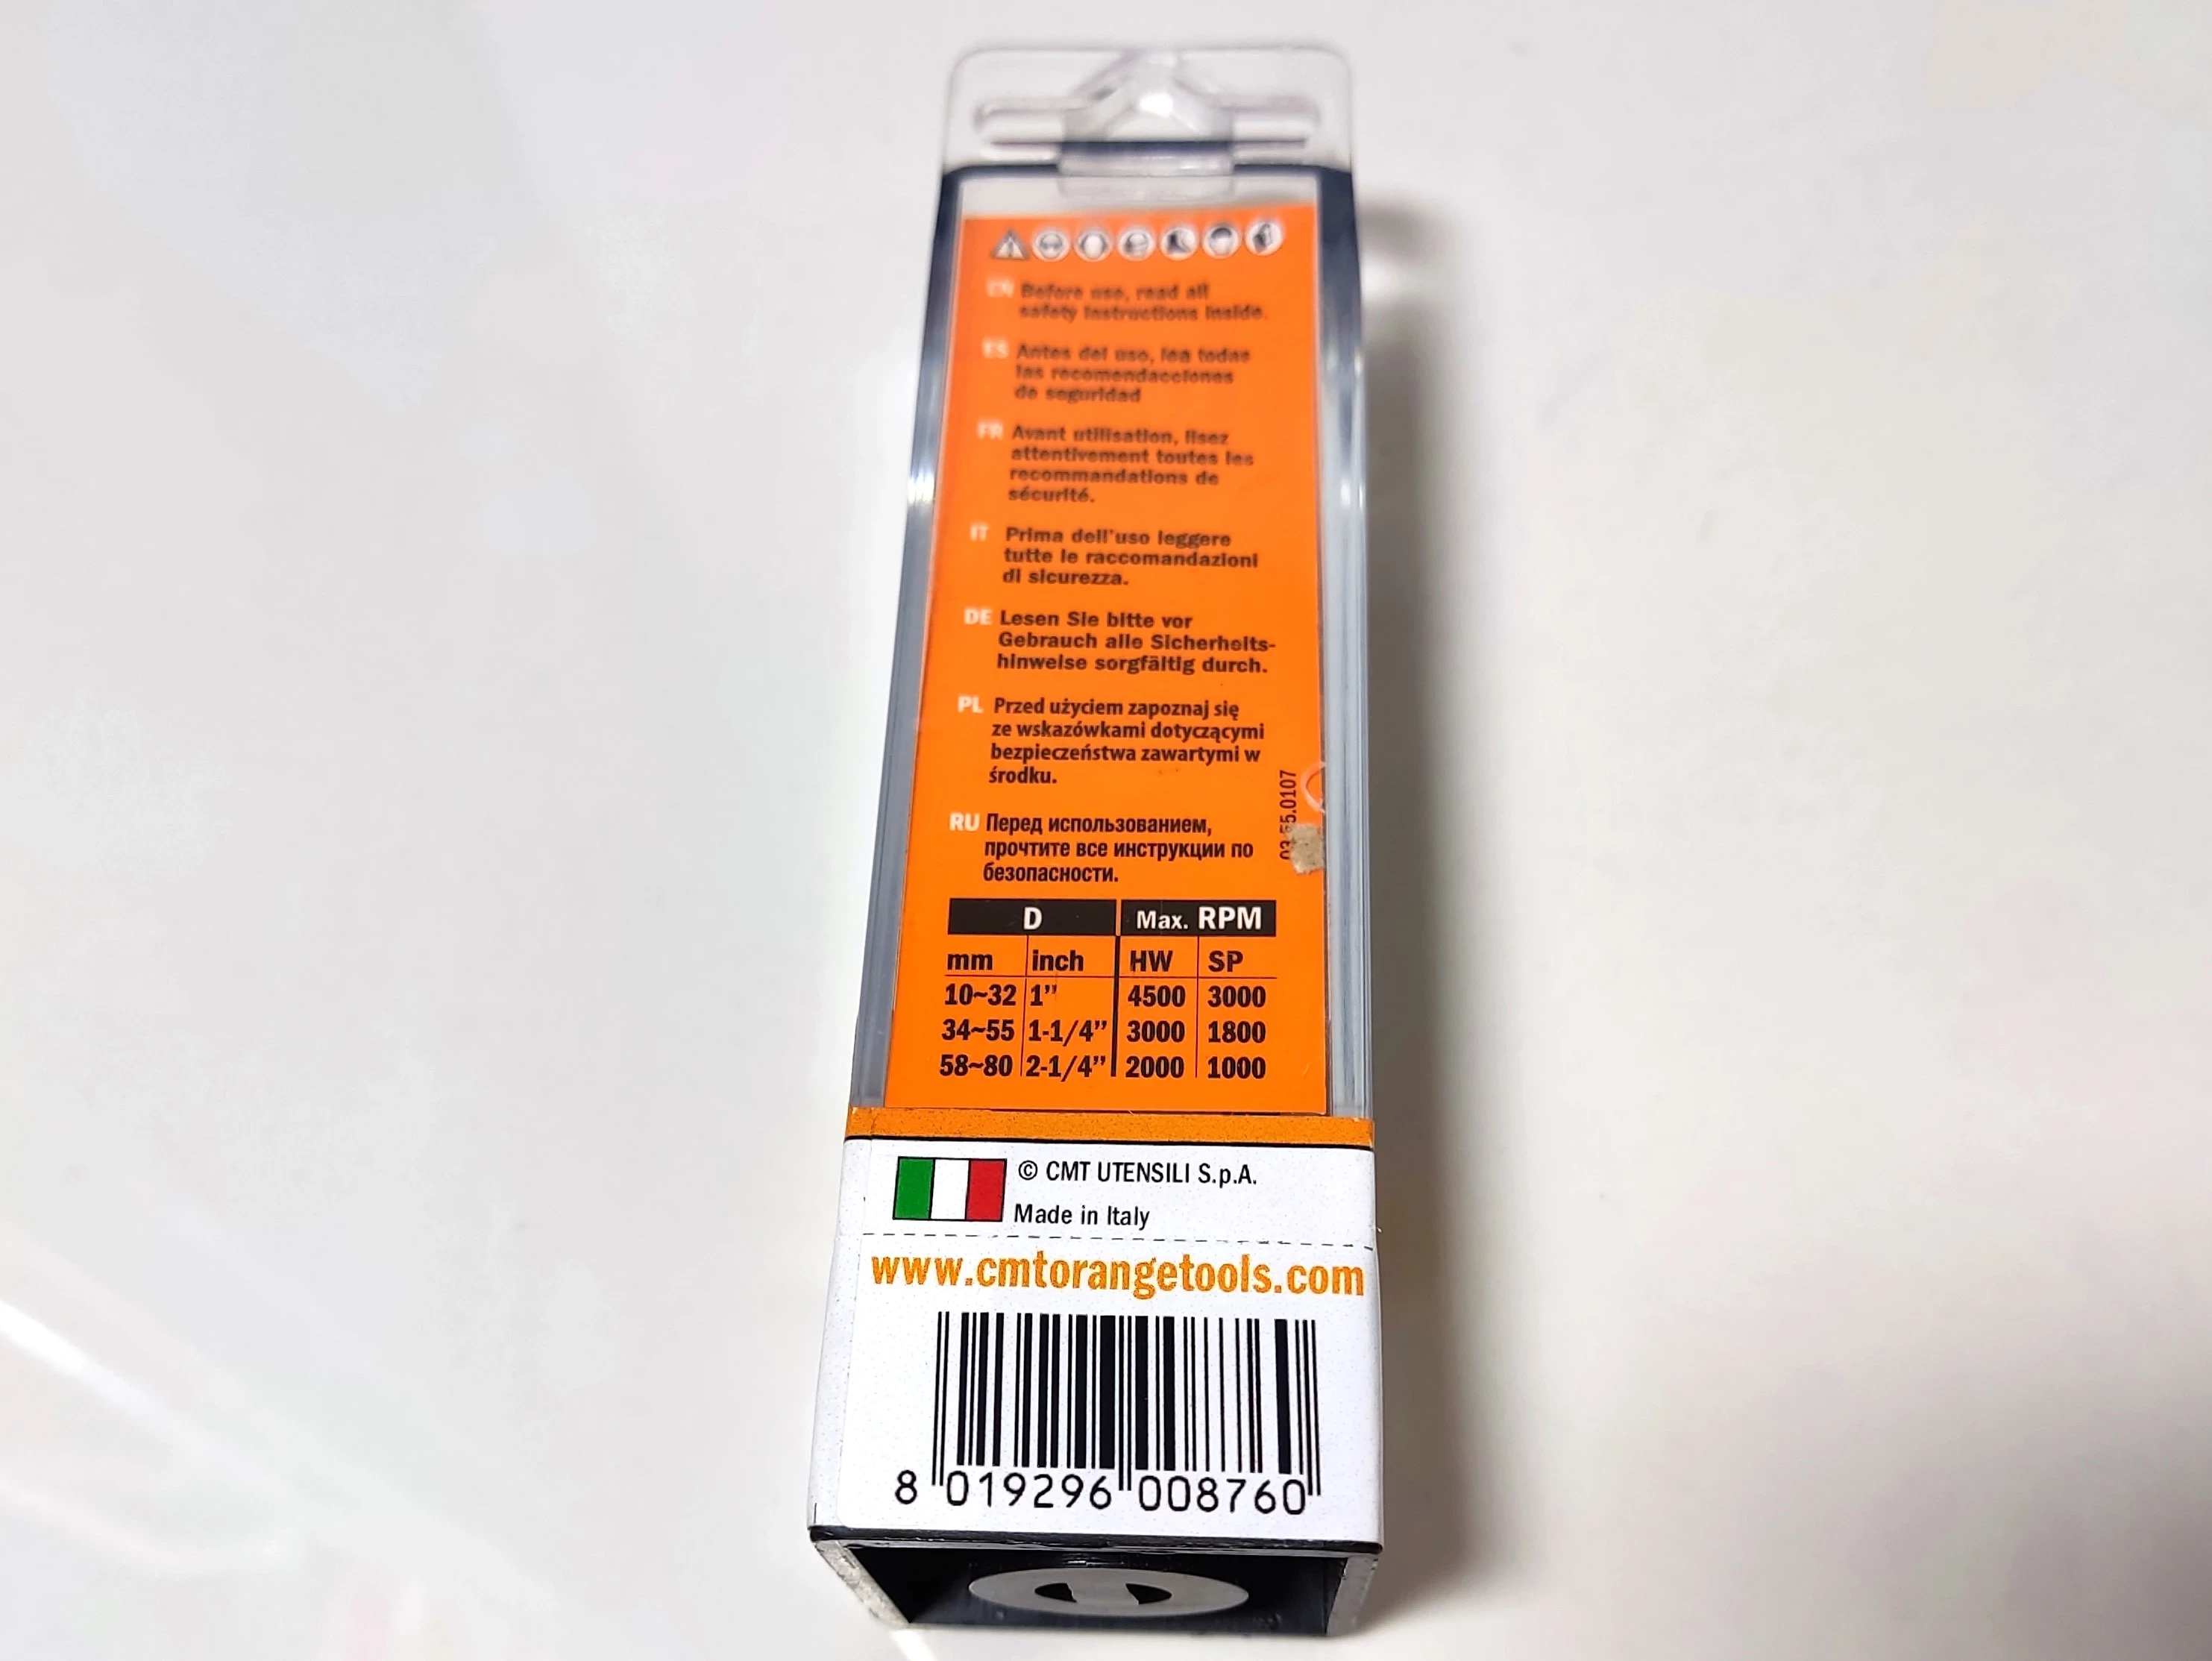 EN Before use, read all
safety instructions inside.
ES Antes del uso, lea todas
las recomendacciones
de seguridad
FR Avant utilisation, lisez
attentivement toutes les
recommandations de
sécurité.
IT Prima dell'uso leggere
tutte le raccomandazioni
di sicurezza.
DE Lesen Sie bitte vor
Gebrauch alle Sicherheits-
hinweise sorgfältig durch.
PL Przed użyciem zapoznaj się
ze wskazówkami dotyczącymi
bezpieczeństwa zawartymi w
środku.
RU Перед использованием,
прочтите все инструкции по
безопасности.
D Max. RPM
mm inch HW SP
10~32 1” 4500 3000
34~55 1-1/4” 3000 1800
58~80 2-1/4” 2000 1000
© CMT UTENSILI S.p.A.
Made in Italy
www.cmtorangetools.com
8 019296 008760